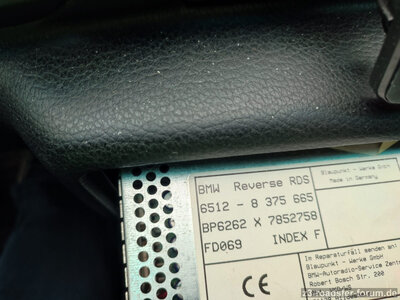 Blaupunkt - Werke GmbH
Made in Germany
BMW Reverse RDS
6512 - 8 375 665
BP6262 X 7852758
FD069 INDEX F
Im Reparaturfall senden an:
Blaupunkt - Werke GmbH
BMW-Autoradio-Service Zentr
Robert Bosch Str. 200
CE
z3-roadster-forum.de